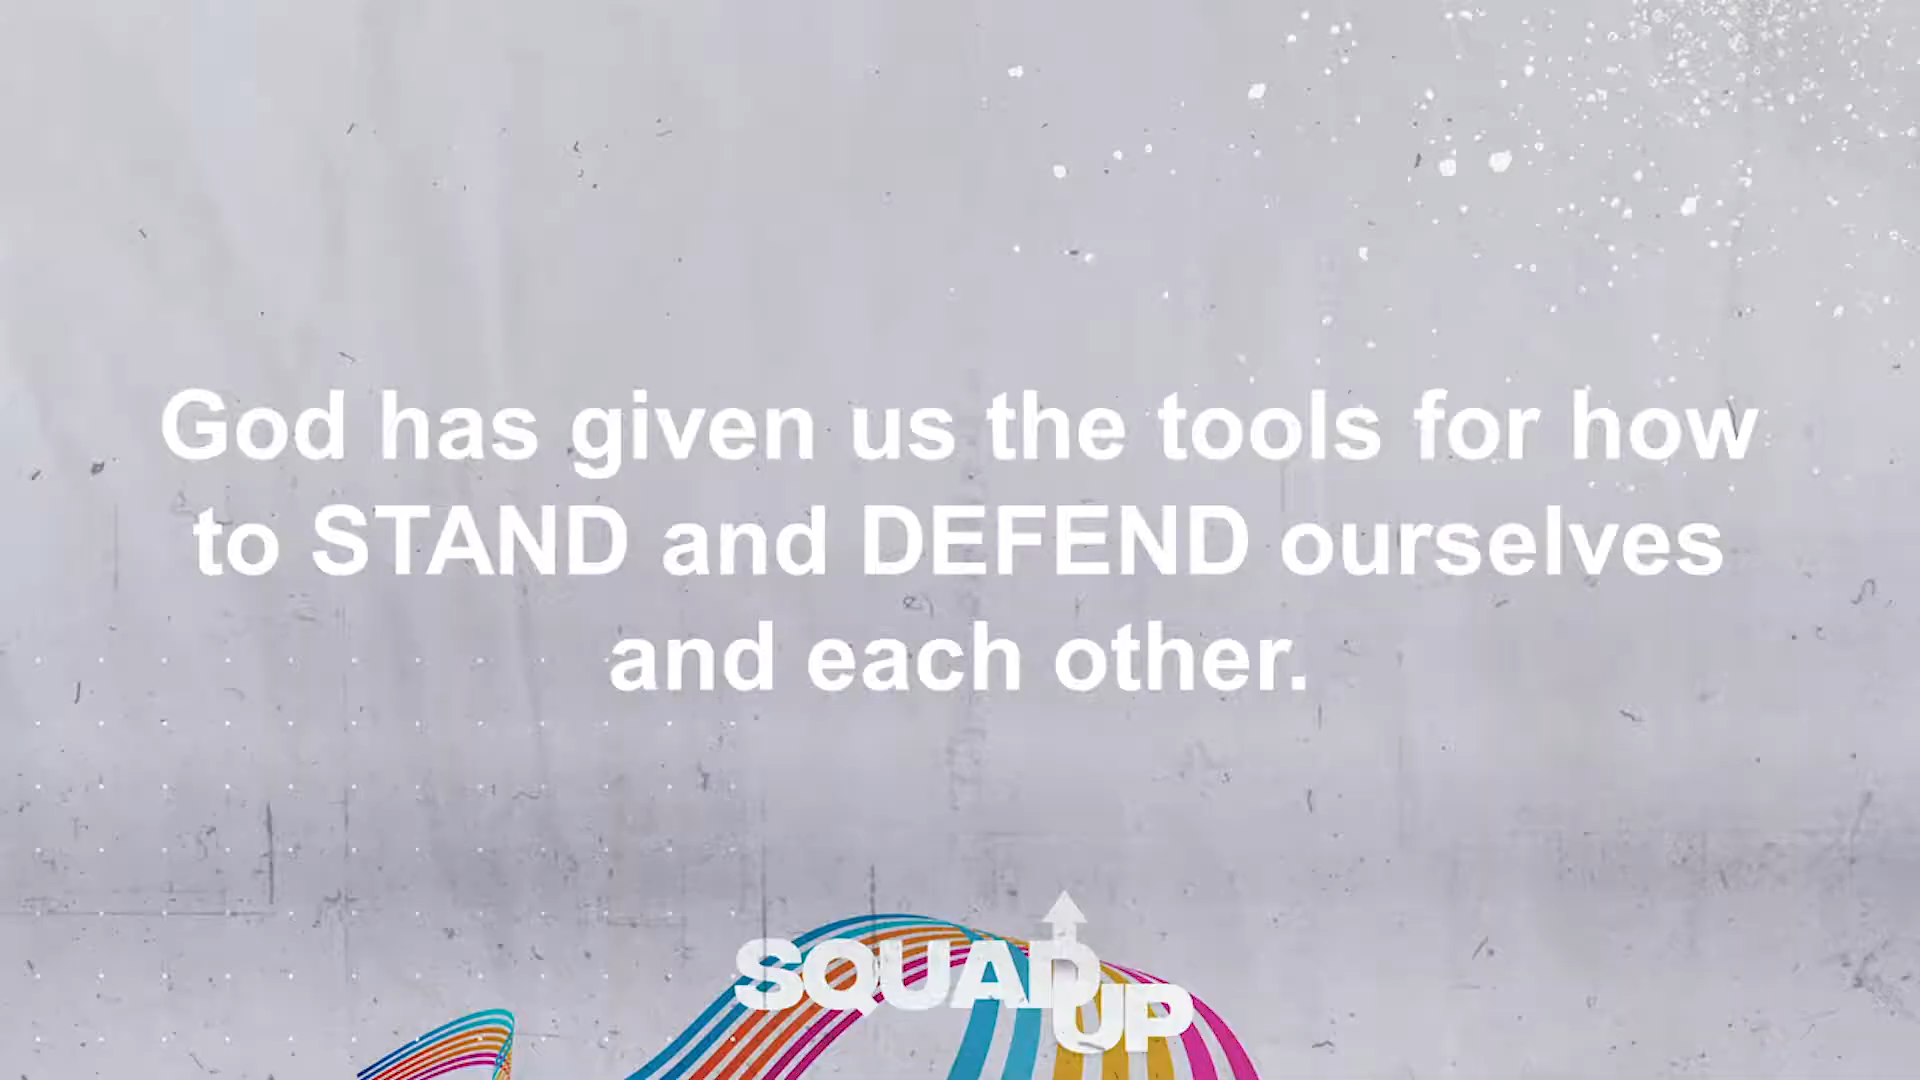 God has given us the tools for how
to STAND and DEFEND ourselves
and each other.
SQUAD
UP